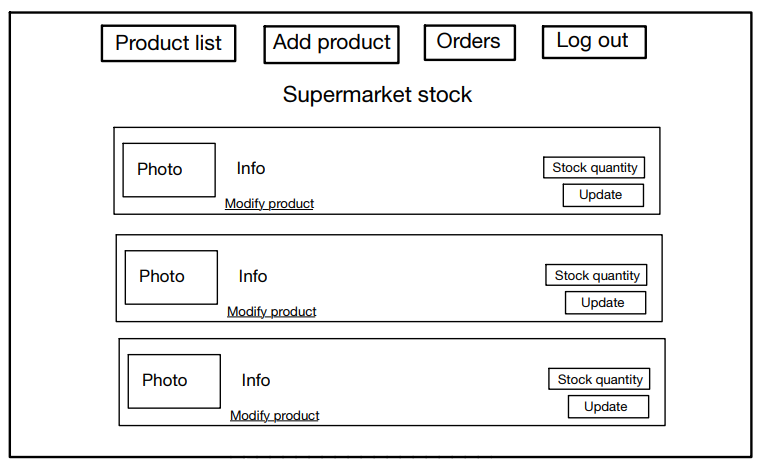 Product list Add product Orders Log out
Supermarket stock
Photo Info Stock quantity
Update
Modify product
Photo Info Stock quantity
Update
Modify product
Photo Info Stock quantity
Update
Modify product